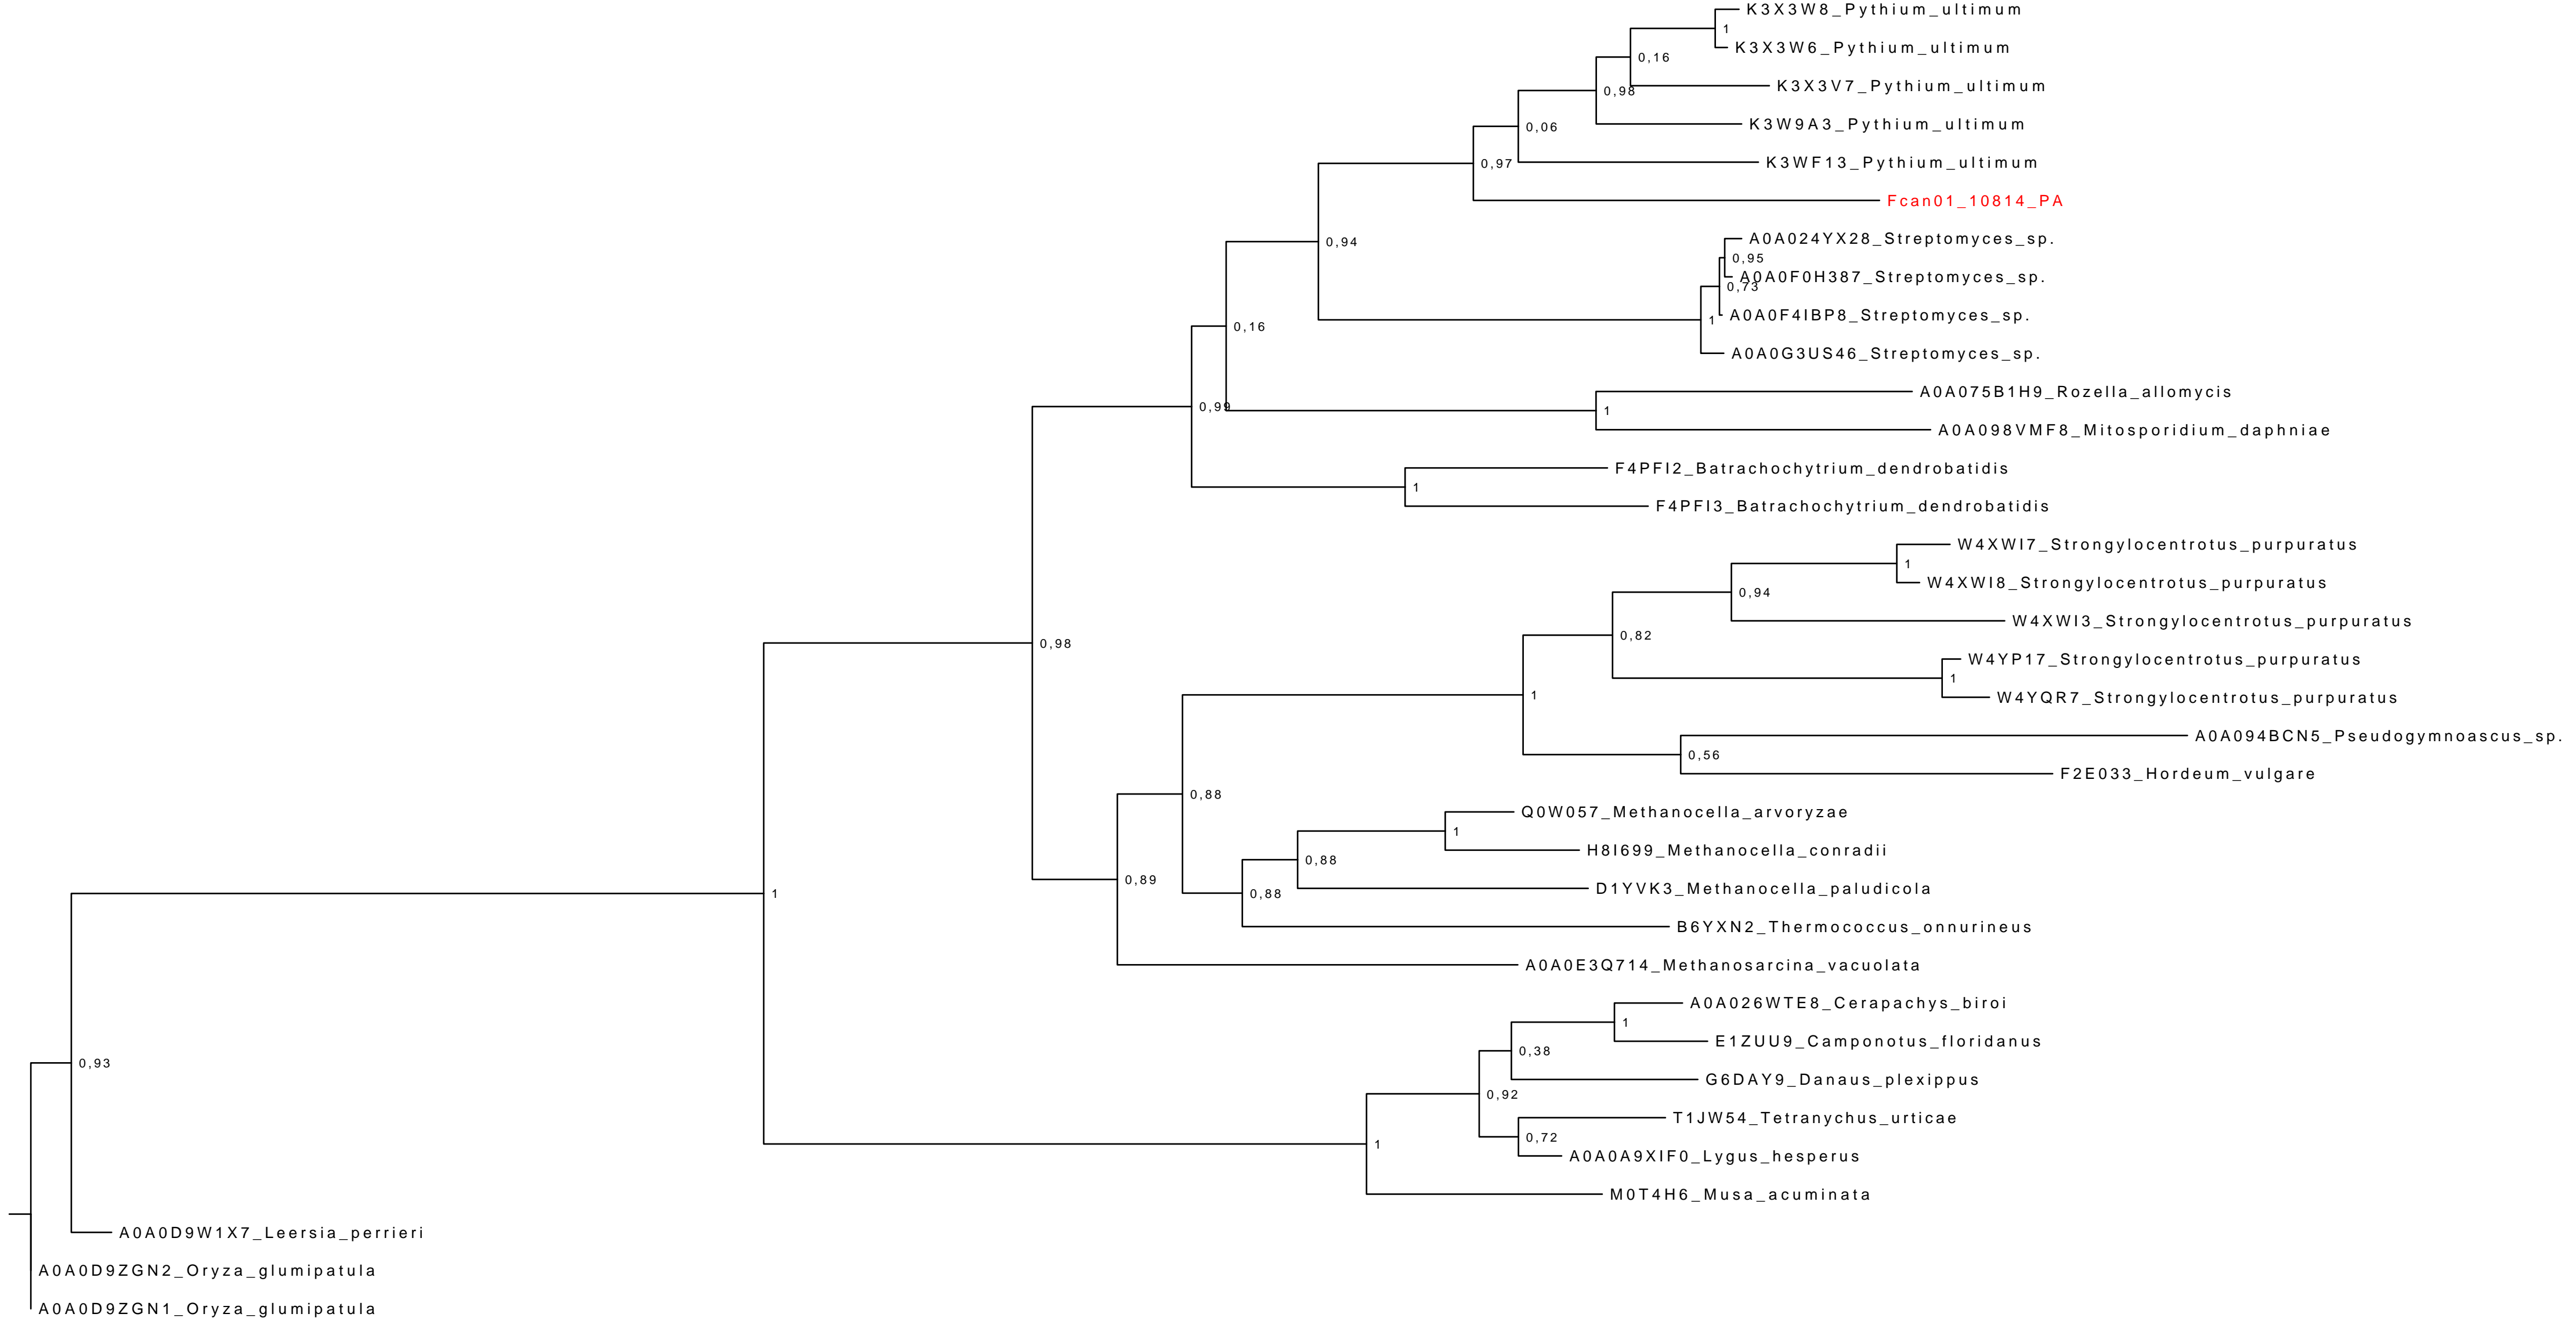 K3X3W8_Pythium_ultimum
1
K3X3W6_Pythium_ultimum
0,16
K3X3V7_Pythium_ultimum
0,98
K3W9A3_Pythium_ultimum
0,06
K3WF13_Pythium_ultimum
0,97
Fcan01_10814_PA
A0A024YX28_Streptomyces_sp.
0,94
0,95
A0A0F0H387_Streptomyces_sp.
0,73
A0A0F4IBP8_Streptomyces_sp.
1
0,16
A0A0G3US46_Streptomyces_sp.
A0A075B1H9_Rozella_allomycis
0,99
1
A0A098VMF8_Mitosporidium_daphniae
F4PFI2_Batrachochytrium_dendrobatidis
1
F4PFI3_Batrachochytrium_dendrobatidis
W4XWI7_Strongylocentrotus_purpuratus
1
W4XWI8_Strongylocentrotus_purpuratus
0,94
W4XWI3_Strongylocentrotus_purpuratus
0,82
0,98
W4YP17_Strongylocentrotus_purpuratus
1
W4YQR7_Strongylocentrotus_purpuratus
1
A0A094BCN5_Pseudogymnoascus_sp.
0,56
F2E033_Hordeum_vulgare
0,88
Q0W057_Methanocella_arvoryzae
1
H8I699_Methanocella_conradii
0,88
0,89
D1YVK3_Methanocella_paludicola
0,88
1
B6YXN2_Thermococcus_onnurineus
A0A0E3Q714_Methanosarcina_vacuolata
A0A026WTE8_Cerapachys_biroi
1
E1ZUU9_Camponotus_floridanus
0,38
0,93
G6DAY9_Danaus_plexippus
0,92
T1JW54_Tetranychus_urticae
0,72
1
A0A0A9XIF0_Lygus_hesperus
M0T4H6_Musa_acuminata
A0A0D9W1X7_Leersia_perrieri
A0A0D9ZGN2_Oryza_glumipatula
A0A0D9ZGN1_Oryza_glumipatula